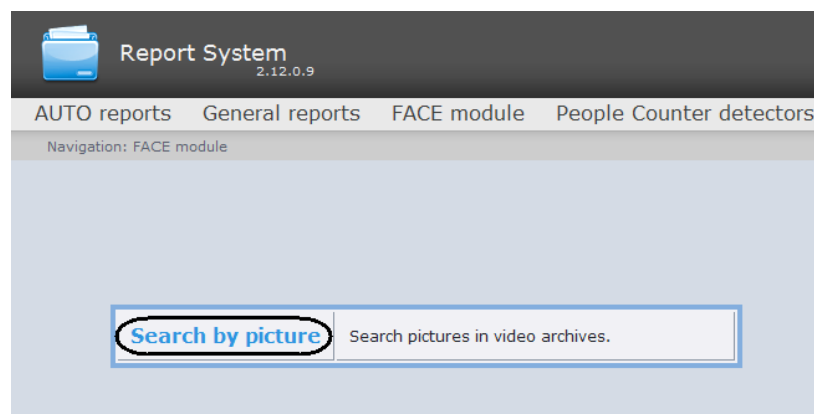 Report System
2.12.0.9
AUTO reports General reports FACE module People Counter detectors
Navigation: FACE module
Search by picture Search pictures in video archives.